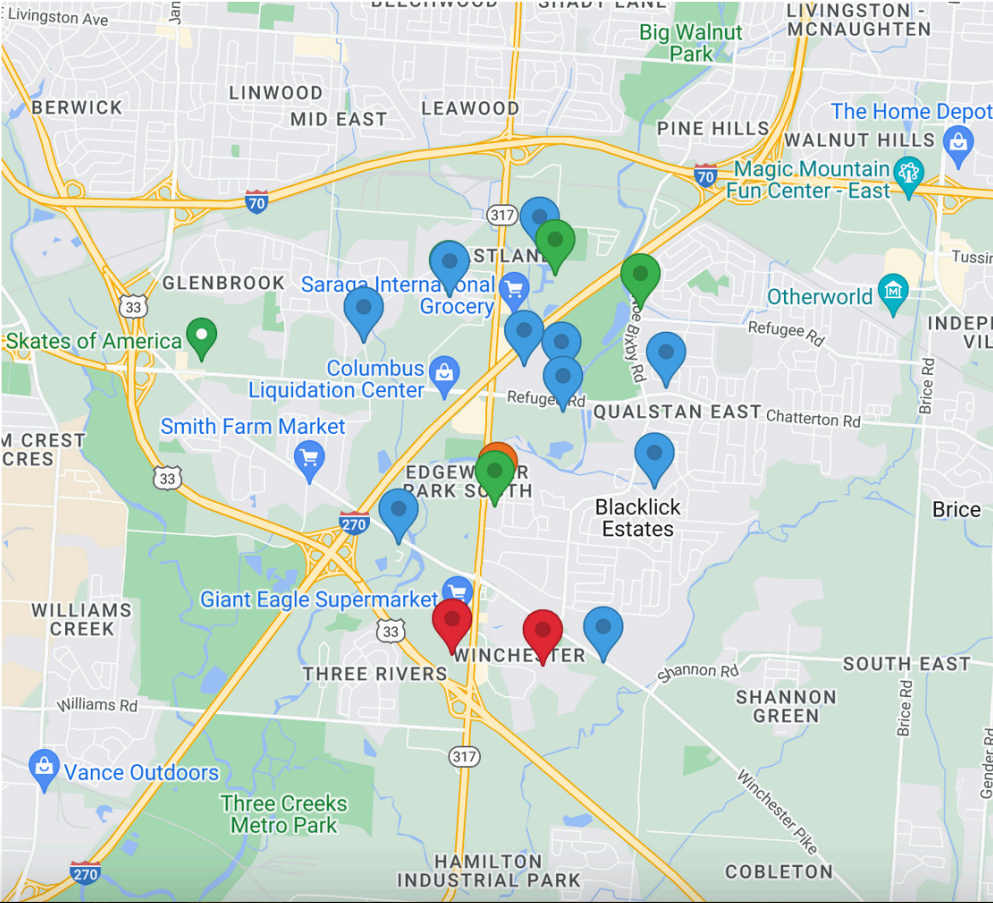 E Livingston Ave
BEECHWOOD
SHADY LANE
LIVINGSTON -
MCNAUGHTEN
Big Walnut
Park
BERWICK
LINWOOD
MID EAST
LEAWOOD
PINE HILLS
The Home Depot
WALNUT HILLS
Magic Mountain
Fun Center - East
70
70
317
STLAN
GLENBROOK
Saraga International
Grocery
Otherworld
Tussin
33
Skates of America
Refugee Rd
INDEP
VIL
oe Bixby Rd
Columbus
Liquidation Center
Refugee Rd
QUALSTAN EAST
Chatterton Rd
Brice Rd
Smith Farm Market
M CREST
CRES
33
EDGEW R
PARK SOUTH
Blacklick
Estates
Brice
270
Giant Eagle Supermarket
WILLIAMS
CREEK
33
WINCHESTER
THREE RIVERS
Shannon Rd
SOUTH EAST
SHANNON
GREEN
Brice Rd
Williams Rd
317
Vance Outdoors
Gender Rd
Three Creeks
Metro Park
Winchester Pike
270
HAMILTON
INDUSTRIAL PARK
COBLETON